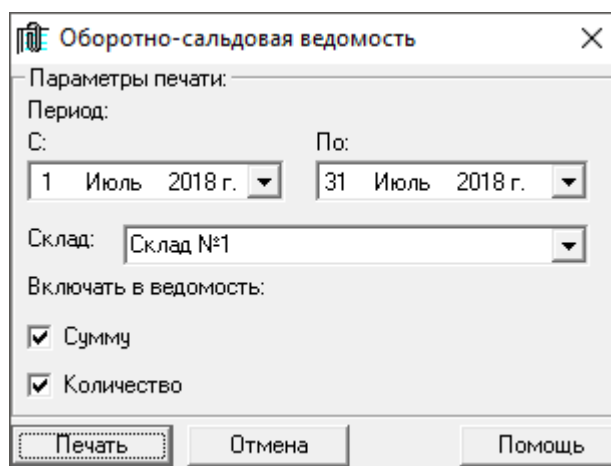 Оборотно-сальдовая ведомость
Параметры печати:
Период:
С: По:
1 Июль 2018 г. 31 Июль 2018 г.
Склад: Склад №1
Включать в ведомость:
Сумму
Количество
Печать Отмена Помощь